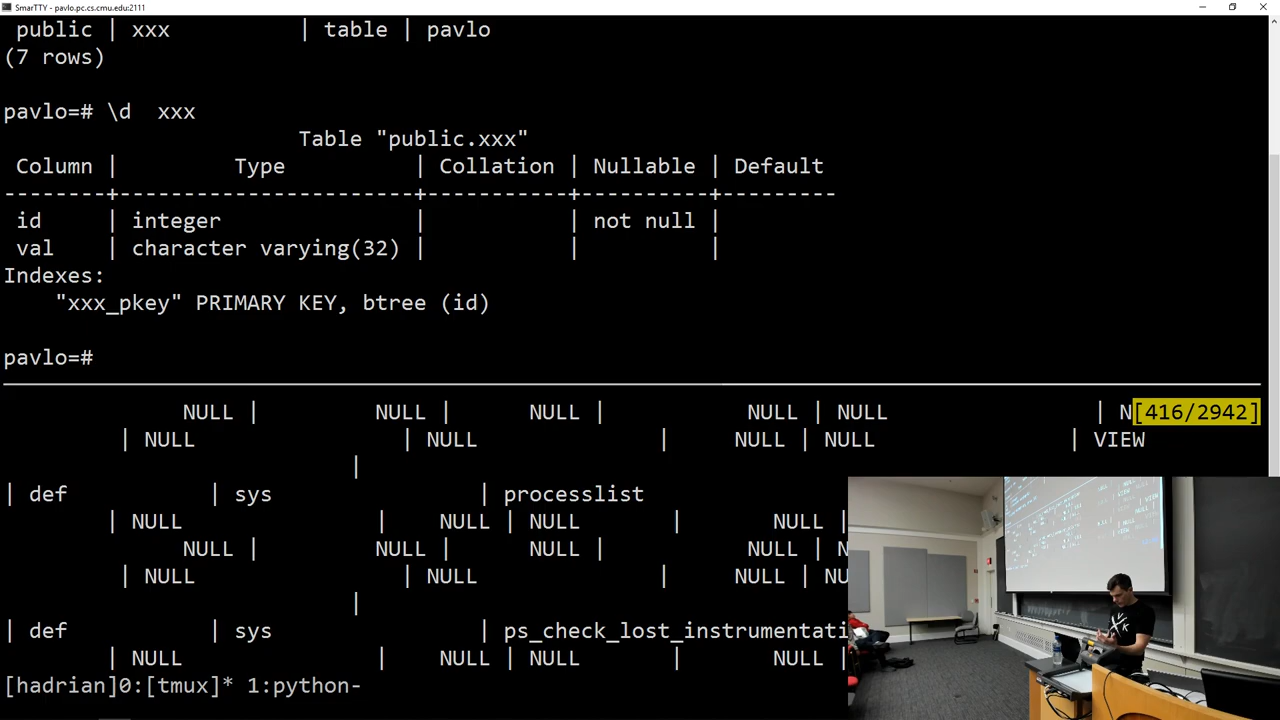 SmarTTY - pavlo.pc.cs.cmu.edu:2111
public | xxx | table | pavlo
(7 rows)
pavlo=# \d xxx
Table "public.xxx"
Column | Type | Collation | Nullable | Default
--------+-----------------------+-----------+----------+---------
id | integer | | not null |
val | character varying(32) | | |
Indexes:
"xxx_pkey" PRIMARY KEY, btree (id)
pavlo=#
NULL | NULL | NULL | NULL | NULL | N[416/2942]
| NULL | NULL | NULL | NULL | VIEW
|
| def | sys | processlist
| NULL | NULL | NULL | NULL |
NULL | NULL | NULL | NULL | N
| NULL | NULL | NULL | NU
|
| def | sys | ps_check_lost_instrumentati
| NULL | NULL | NULL | NULL |
[hadrian]0:[tmux]* 1:python-